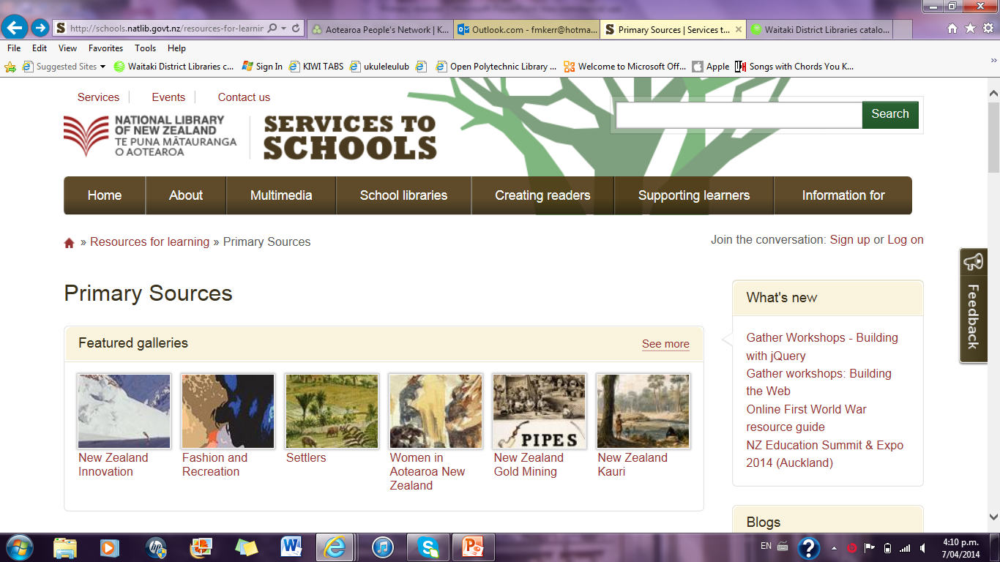 http://schools.natlib.govt.nz/resources-for-learnin
Aotearoa People's Network | K...
Outlook.com - fmkerr@hotma...
Primary Sources | Services t...
Waitaki District Libraries catalo...
File Edit View Favorites Tools Help
Suggested Sites
Waitaki District Libraries c...
Sign In
KIWI TABS
ukuleleulub
Open Polytechnic Library ...
Welcome to Microsoft Off...
Apple
Songs with Chords You K...
Services
Events
Contact us
NATIONAL LIBRARY
OF NEW ZEALAND
TE PUNA MĀTAURANGA
O AOTEAROA
SERVICES TO
SCHOOLS
Search
Home
About
Multimedia
School libraries
Creating readers
Supporting learners
Information for
» Resources for learning » Primary Sources
Join the conversation: Sign up or Log on
Feedback
Primary Sources
Featured galleries
See more
PIPES
New Zealand
Innovation
Fashion and
Recreation
Settlers
Women in
Aotearoa New
Zealand
New Zealand
Gold Mining
New Zealand
Kauri
What's new
Gather Workshops - Building
with jQuery
Gather workshops: Building
the Web
Online First World War
resource guide
NZ Education Summit & Expo
2014 (Auckland)
Blogs
EN
4:10 p.m.
7/04/2014